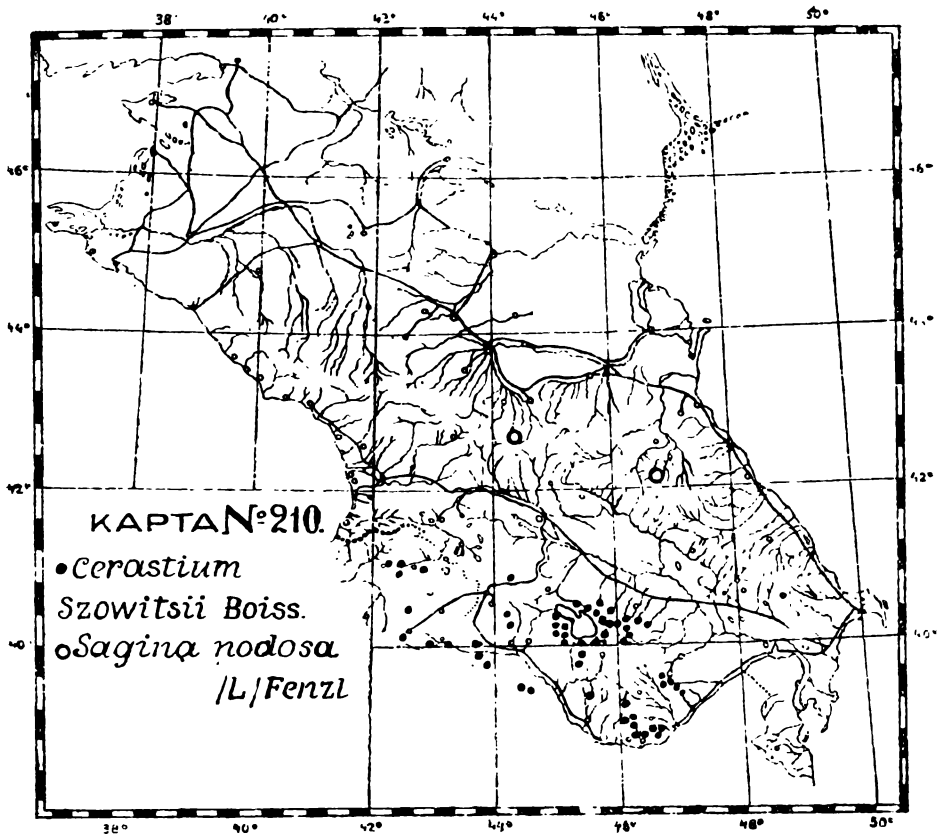 38° 40° 42° 44° 46° 48° 50°
46° 46°
44° 44°
42° 42°
КАРТА № 210.
• Cerastium
Szowitsii Boiss.
40° 40°
○ Sagina nodosa
/L/Fenzl
38° 40° 42° 44° 46° 48° 50°